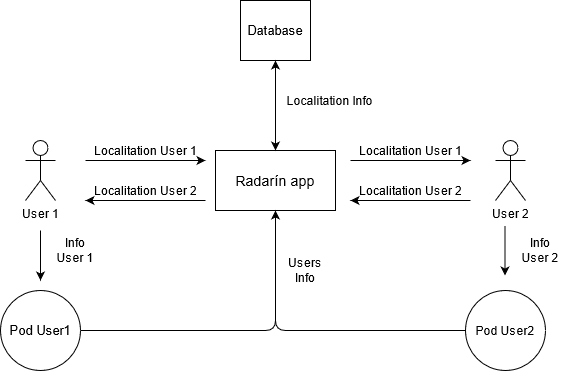 Database
Localitation Info
Localitation User 1
Localitation User 1
Radarín app
Localitation User 2
Localitation User 2
User 1
User 2
Info
User 1
Users
Info
Info
User 2
Pod User1
Pod User2